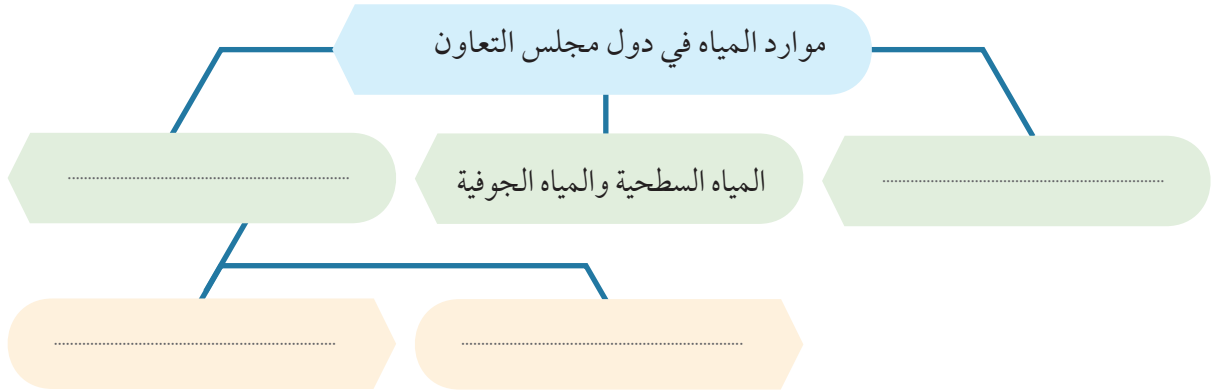 موارد المياه في دول مجلس التعاون
المياه السطحية والمياه الجوفية